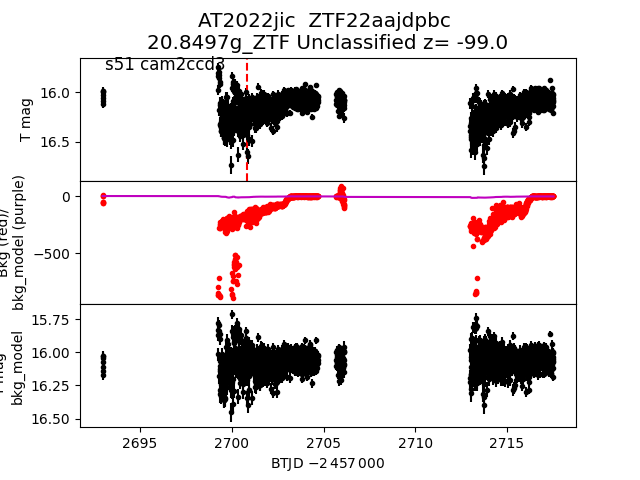 AT2022jic ZTF22aajdpbc
20.8497g_ZTF Unclassified z= -99.0
s51 cam2ccd3
T mag
16.0
16.5
Bkg (red)/
bkg_model (purple)
0
−500
bkg_model
15.75
16.00
16.25
16.50
2695
2700
2705
2710
2715
BTJD −2 457 000